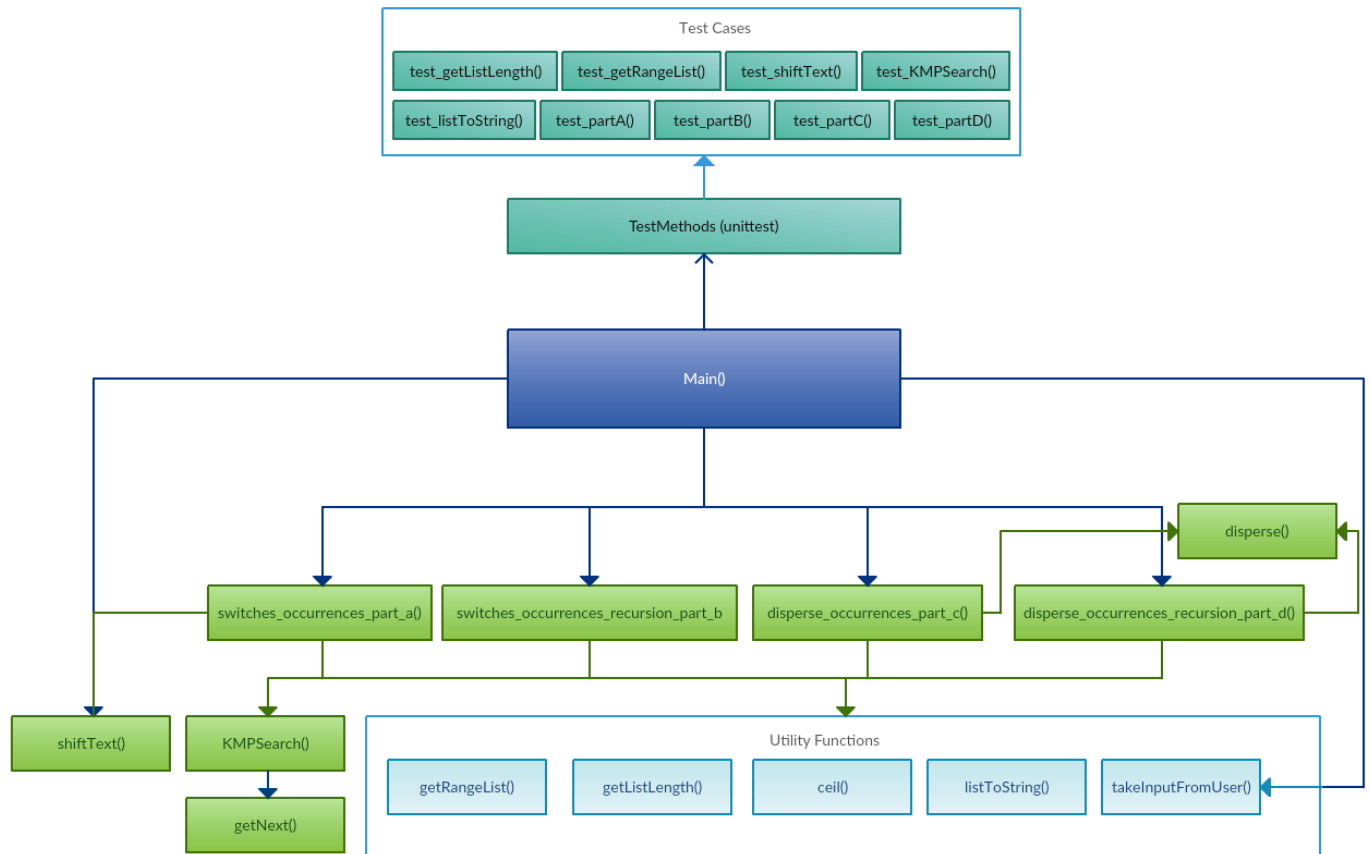 Test Cases
test_getListLength()
test_getRangeList()
test_shiftText()
test_KMPSearch()
test_listToString()
test_partA()
test_partB()
test_partC()
test_partD()
TestMethods (unittest)
Main()
disperse()
switches_occurrences_part_a()
switches_occurrences_recursion_part_b
disperse_occurrences_part_c()
disperse_occurrences_recursion_part_d()
shiftText()
KMPSearch()
Utility Functions
getRangeList()
getListLength()
ceil()
listToString()
takeInputFromUser()
getNext()